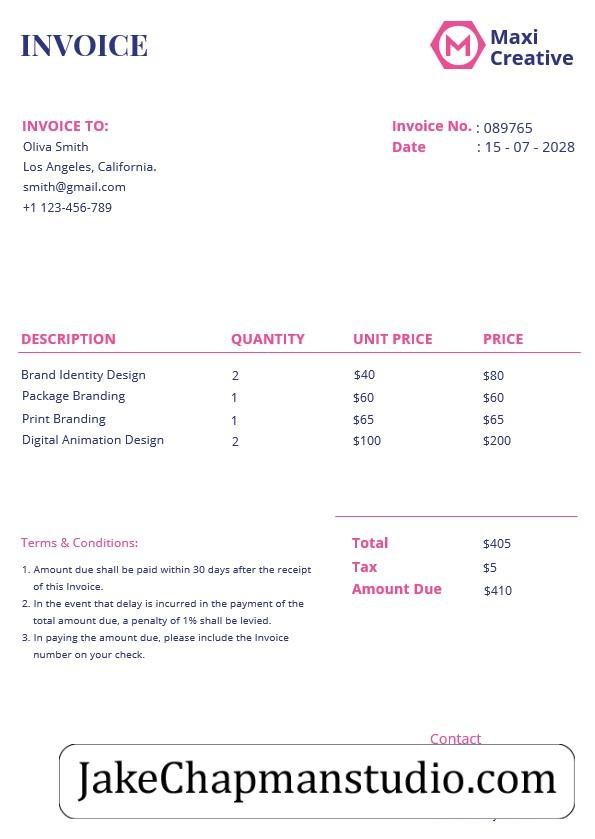 INVOICE
Maxi
Creative
INVOICE TO:
Oliva Smith
Los Angeles, California.
smith@gmail.com
+1 123-456-789
Invoice No. : 089765
Date : 15 - 07 - 2028
DESCRIPTION QUANTITY UNIT PRICE PRICE
Brand Identity Design 2 $40 $80
Package Branding 1 $60 $60
Print Branding 1 $65 $65
Digital Animation Design 2 $100 $200
Total $405
Tax $5
Amount Due $410
Terms & Conditions:
1. Amount due shall be paid within 30 days after the receipt
of this Invoice.
2. In the event that delay is incurred in the payment of the
total amount due, a penalty of 1% shall be levied.
3. In paying the amount due, please include the Invoice
number on your check.
Contact
JakeChapmanstudio.com